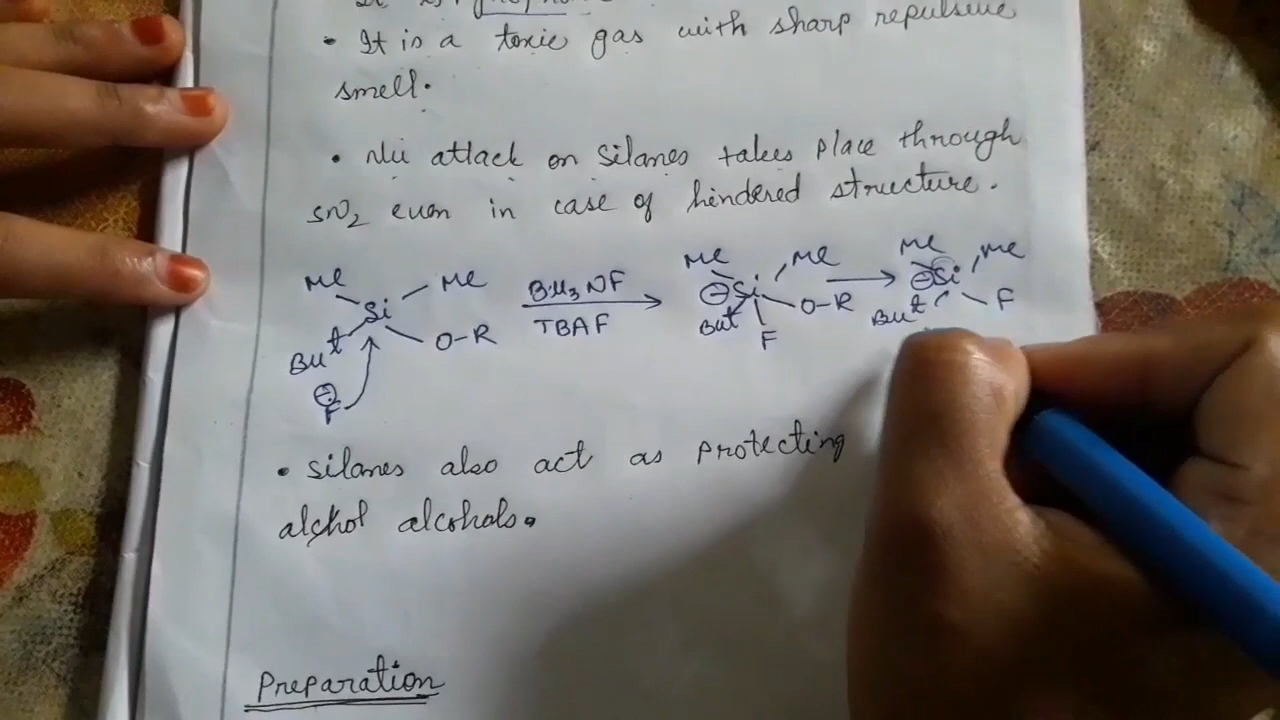 It is
• It is a toxic gas with sharp repulsive
smell.
• Nu attack on silanes takes place through
SN2 even in case of hindered structure.
Me Me Si But O-R F ⊖
Bu3NF
TBAF
Me Me ⊖Si O-R But F
Me Me ⊖Si But F
• silanes also act as protecting
alchol alcohols.
Preparation